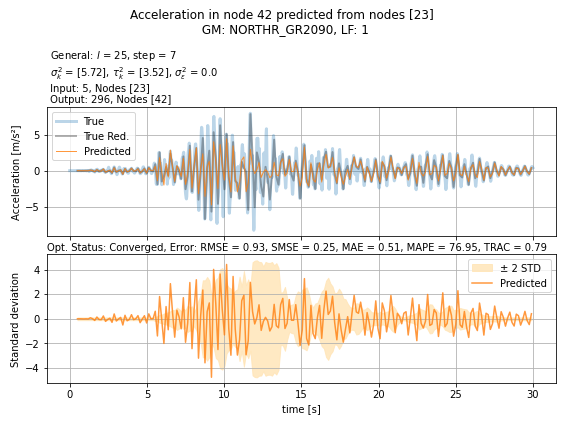 Acceleration in node 42 predicted from nodes [23]
GM: NORTHR_GR2090, LF: 1
General: l = 25, step = 7
σ²ₖ = [5.72], τ²ₖ = [3.52], σ²ε = 0.0
Input: 5, Nodes [23]
Output: 296, Nodes [42]
True
True Red.
Predicted
Acceleration [m/s²]
5
0
−5
Opt. Status: Converged, Error: RMSE = 0.93, SMSE = 0.25, MAE = 0.51, MAPE = 76.95, TRAC = 0.79
± 2 STD
Predicted
Standard deviation
4
2
0
−2
−4
0 5 10 15 20 25 30
time [s]